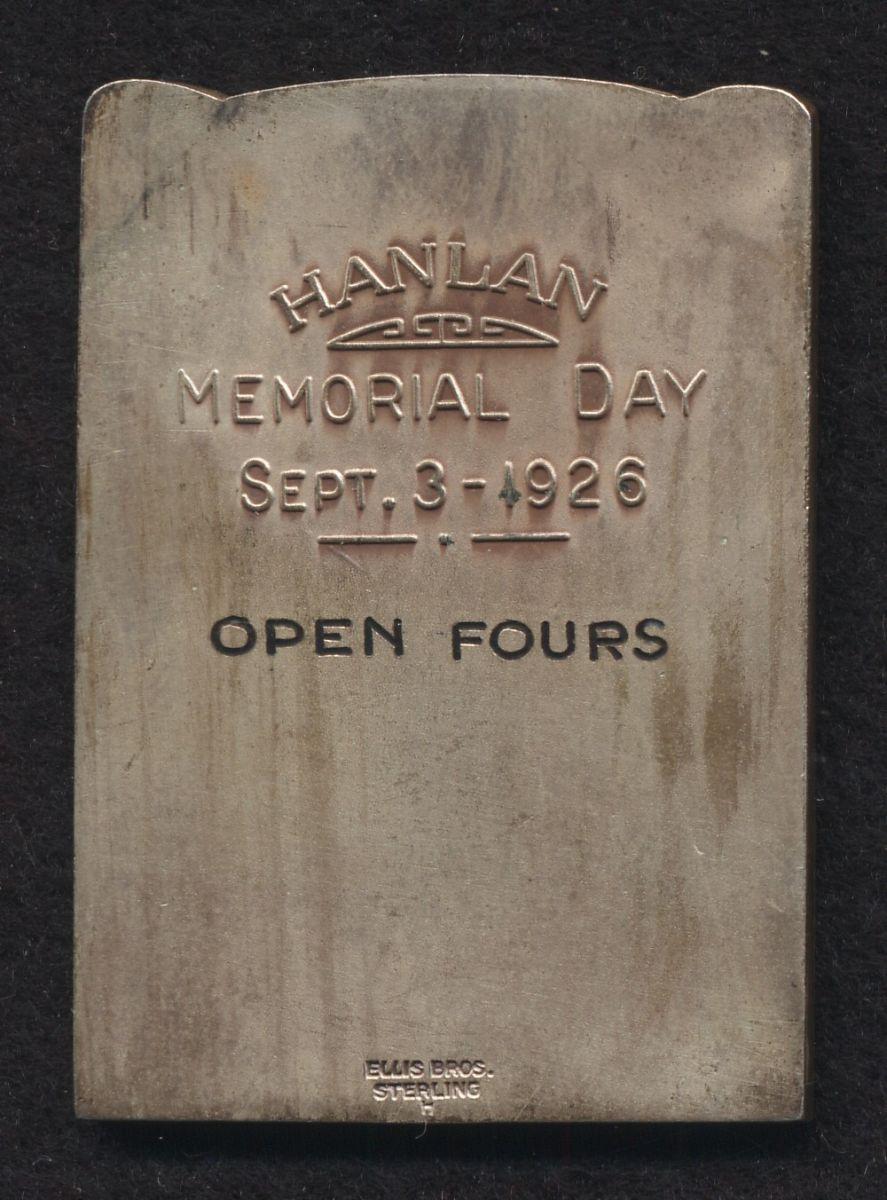 HANLAN
MEMORIAL DAY
SEPT. 3-1926
OPEN FOURS
ELLIS BROS.
STERLING
H